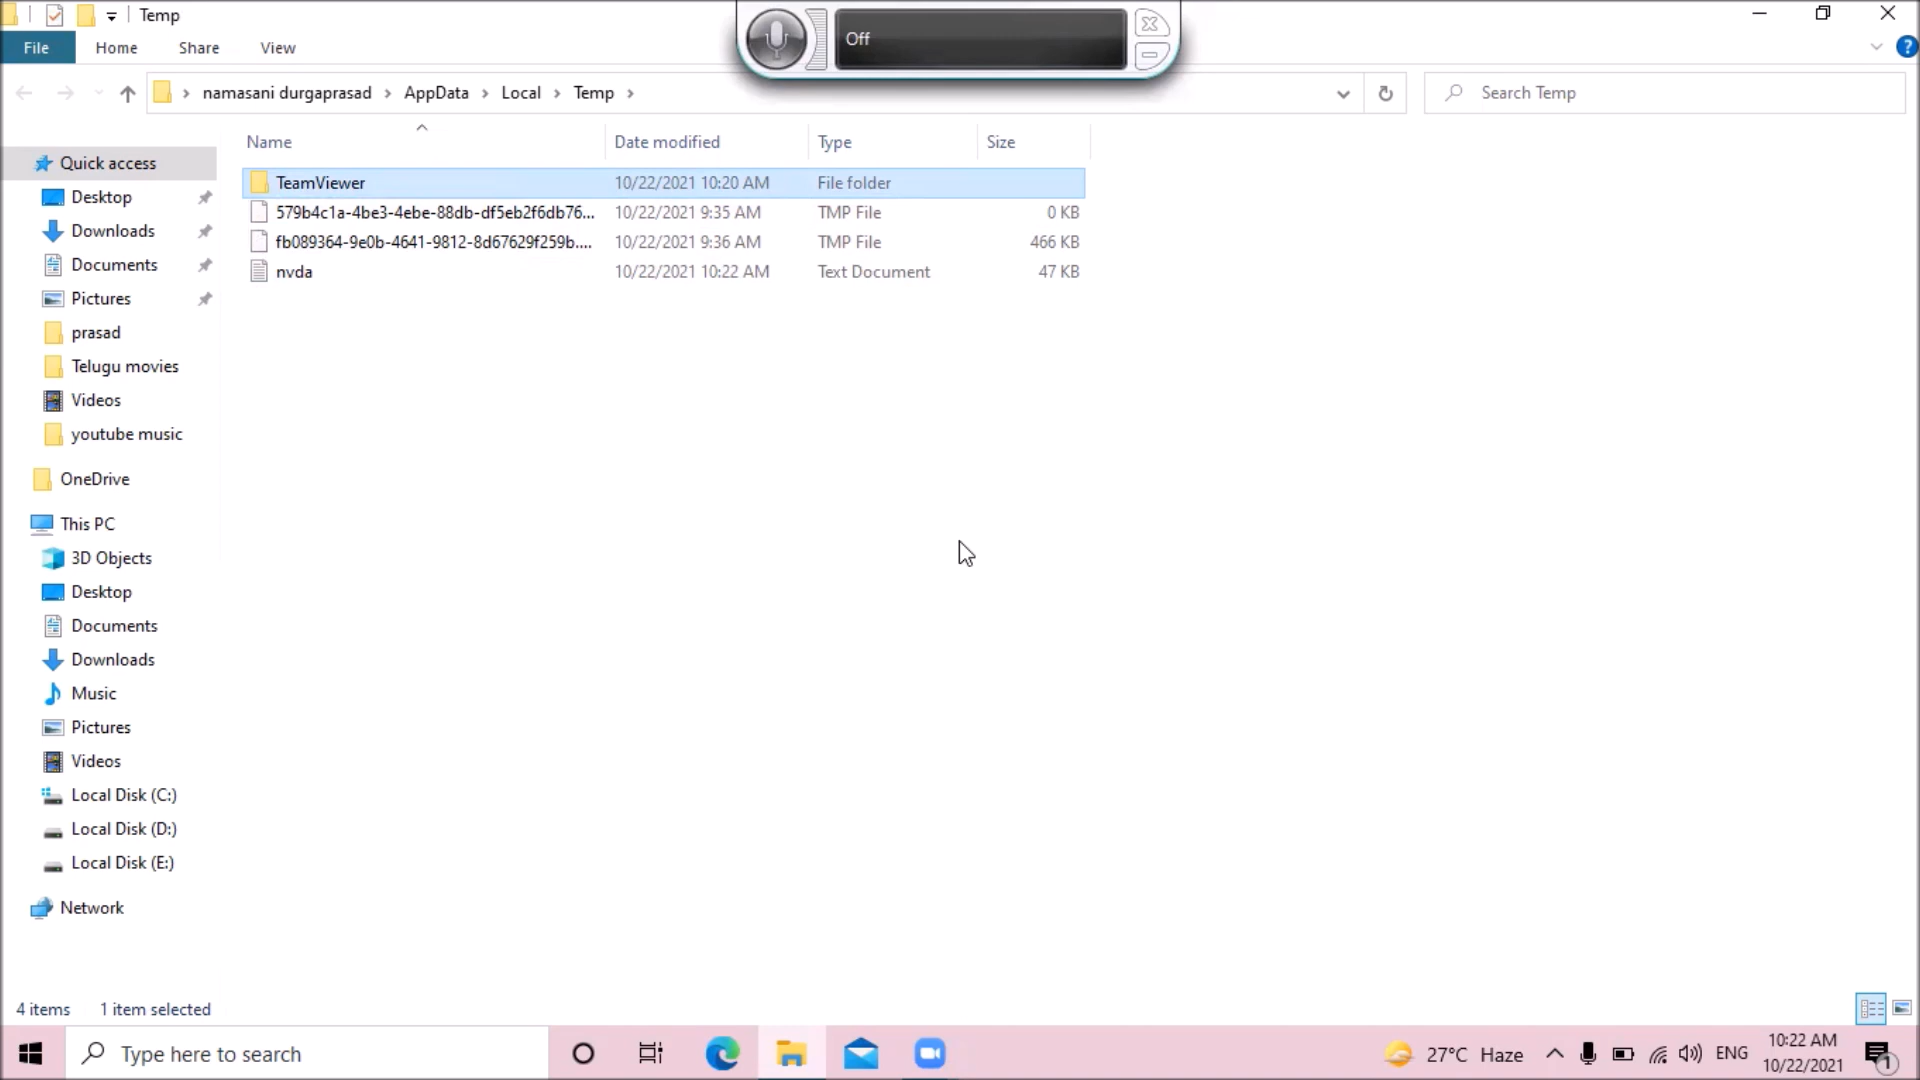 Temp
Off
File Home Share View
namasani durgaprasad AppData Local Temp
Search Temp
Name Date modified Type Size
Quick access
Desktop
Downloads
Documents
Pictures
prasad
Telugu movies
Videos
youtube music
OneDrive
This PC
3D Objects
Desktop
Documents
Downloads
Music
Pictures
Videos
Local Disk (C:)
Local Disk (D:)
Local Disk (E:)
Network
TeamViewer 10/22/2021 10:20 AM File folder
579b4c1a-4be3-4ebe-88db-df5eb2f6db76... 10/22/2021 9:35 AM TMP File 0 KB
fb089364-9e0b-4641-9812-8d67629f259b.... 10/22/2021 9:36 AM TMP File 466 KB
nvda 10/22/2021 10:22 AM Text Document 47 KB
4 items 1 item selected
Type here to search
27°C Haze
ENG
10:22 AM
10/22/2021
1